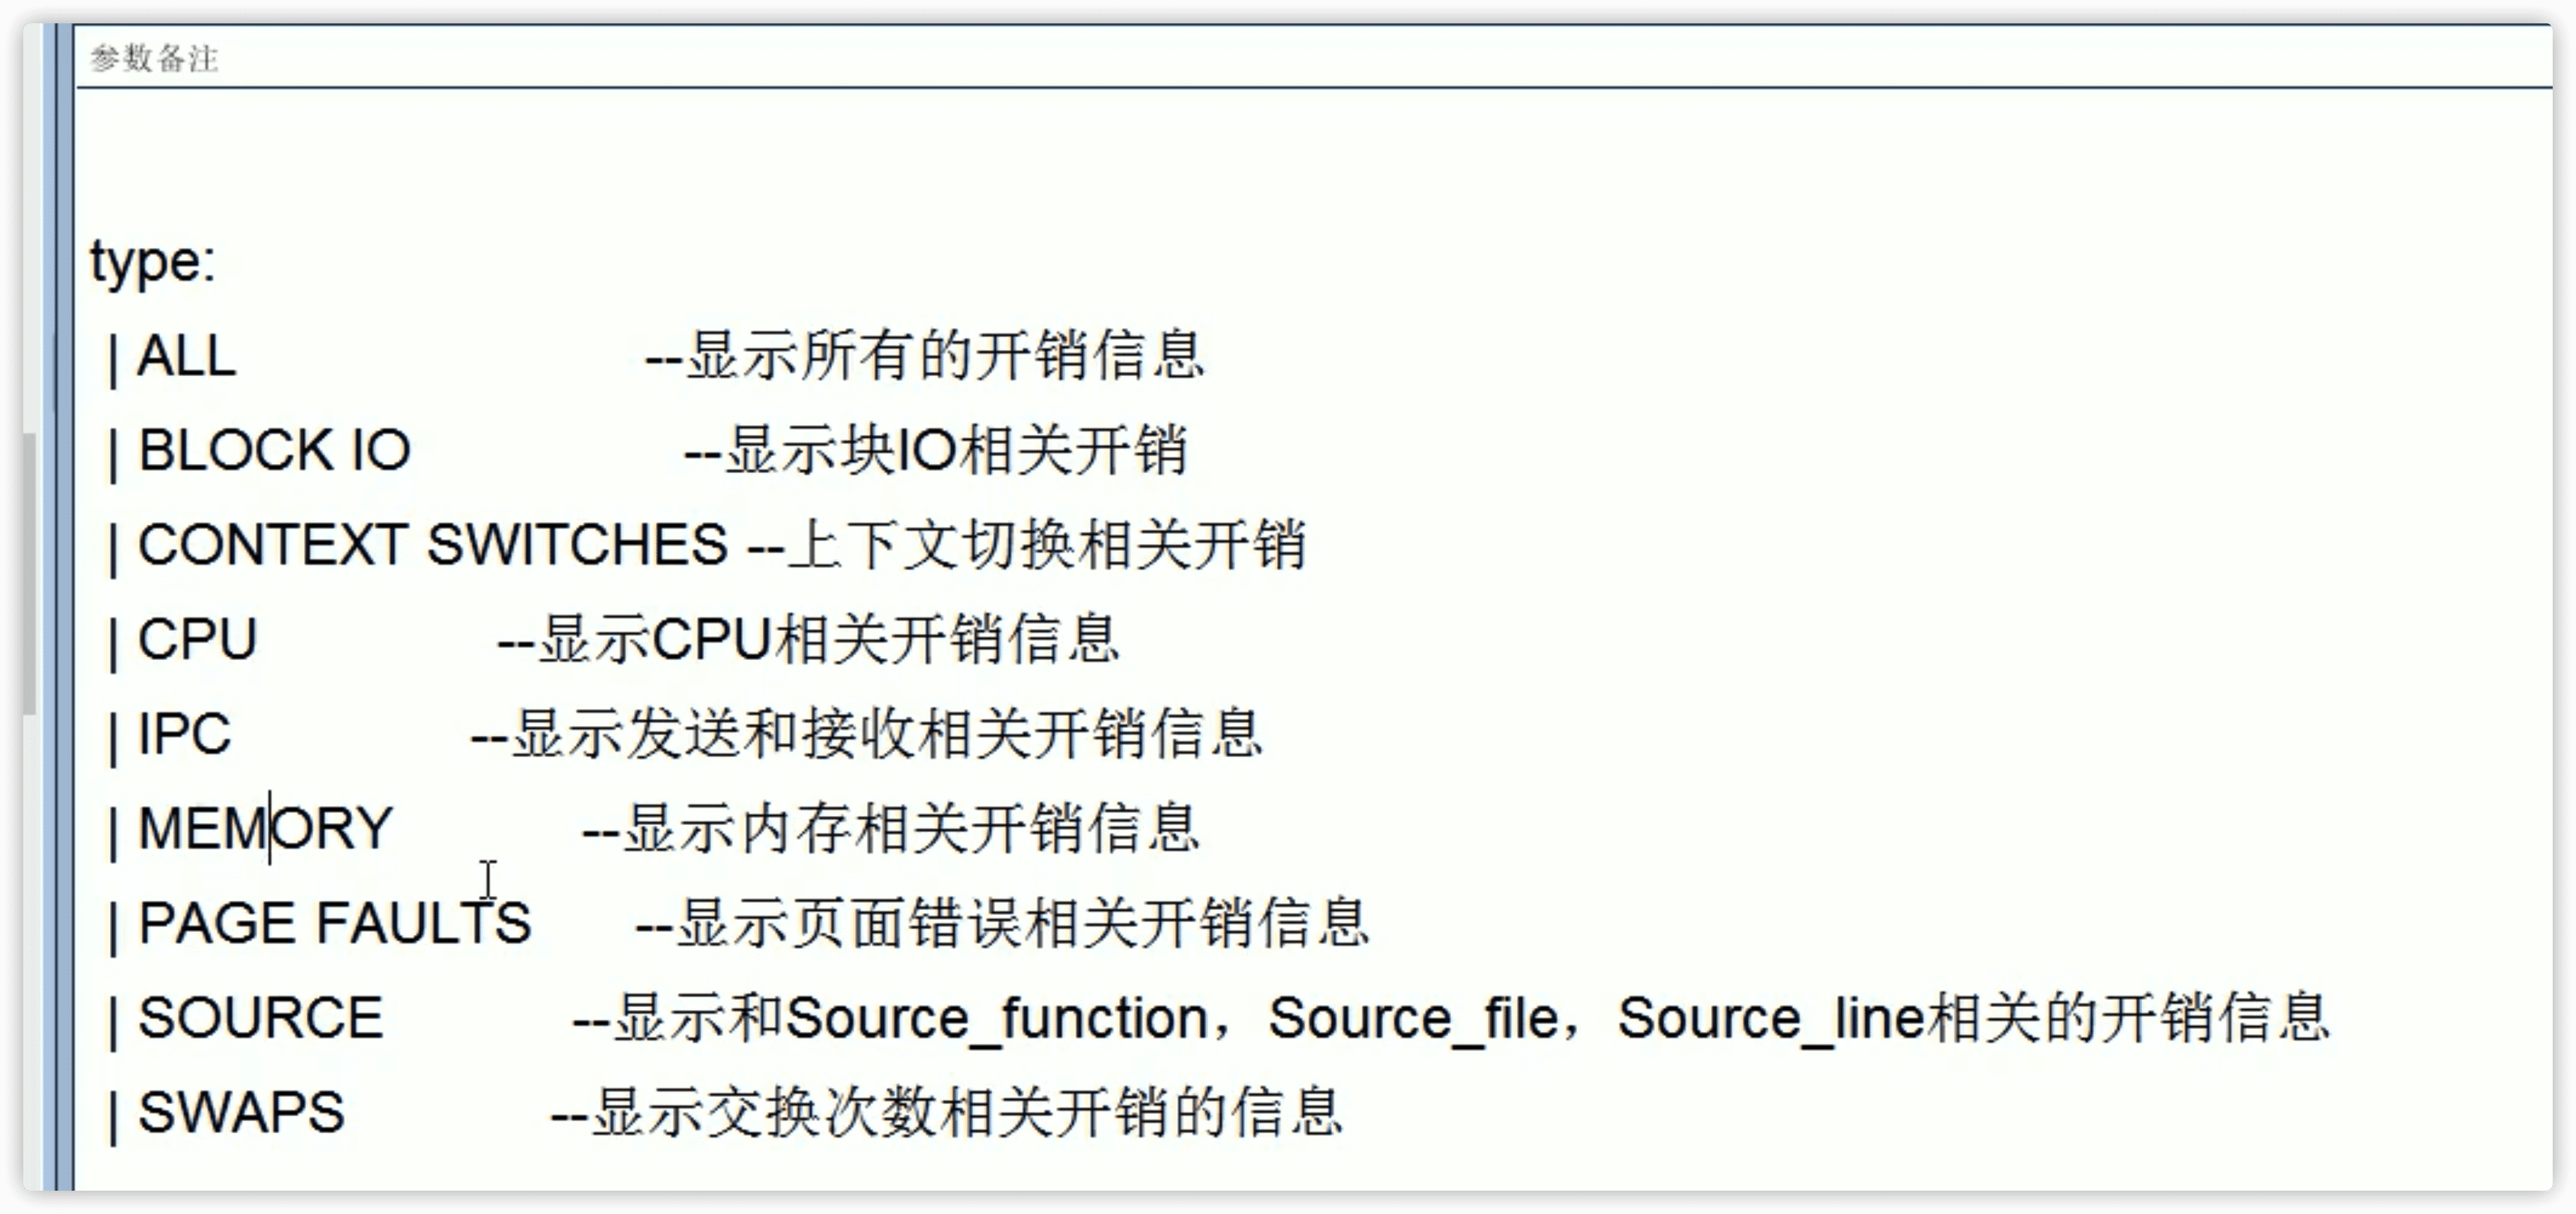 参数备注
type:
| ALL --显示所有的开销信息
| BLOCK IO --显示块IO相关开销
| CONTEXT SWITCHES --上下文切换相关开销
| CPU --显示CPU相关开销信息
| IPC --显示发送和接收相关开销信息
| MEMORY --显示内存相关开销信息
| PAGE FAULTS --显示页面错误相关开销信息
| SOURCE --显示和Source_function，Source_file，Source_line相关的开销信息
| SWAPS --显示交换次数相关开销的信息